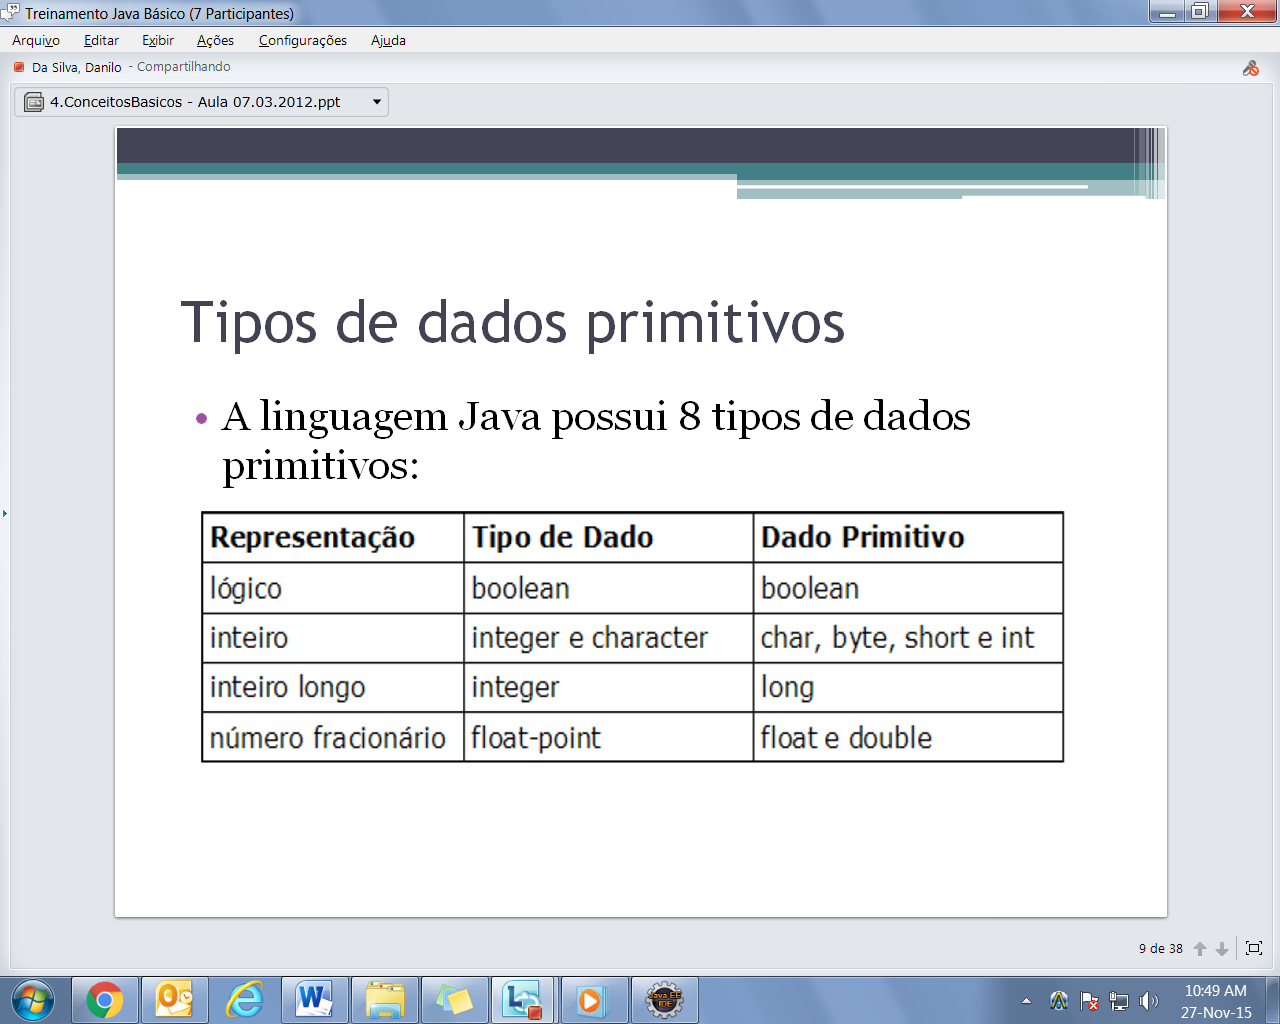 Treinamento Java Básico (7 Participantes)
Arquivo Editar Exibir Ações Configurações Ajuda
Da Silva, Danilo - Compartilhando
4.ConceitosBasicos - Aula 07.03.2012.ppt
Tipos de dados primitivos
• A linguagem Java possui 8 tipos de dados
primitivos:
Representação Tipo de Dado Dado Primitivo
lógico boolean boolean
inteiro integer e character char, byte, short e int
inteiro longo integer long
número fracionário float-point float e double
9 de 38
Java EE
IDE
10:49 AM
27-Nov-15